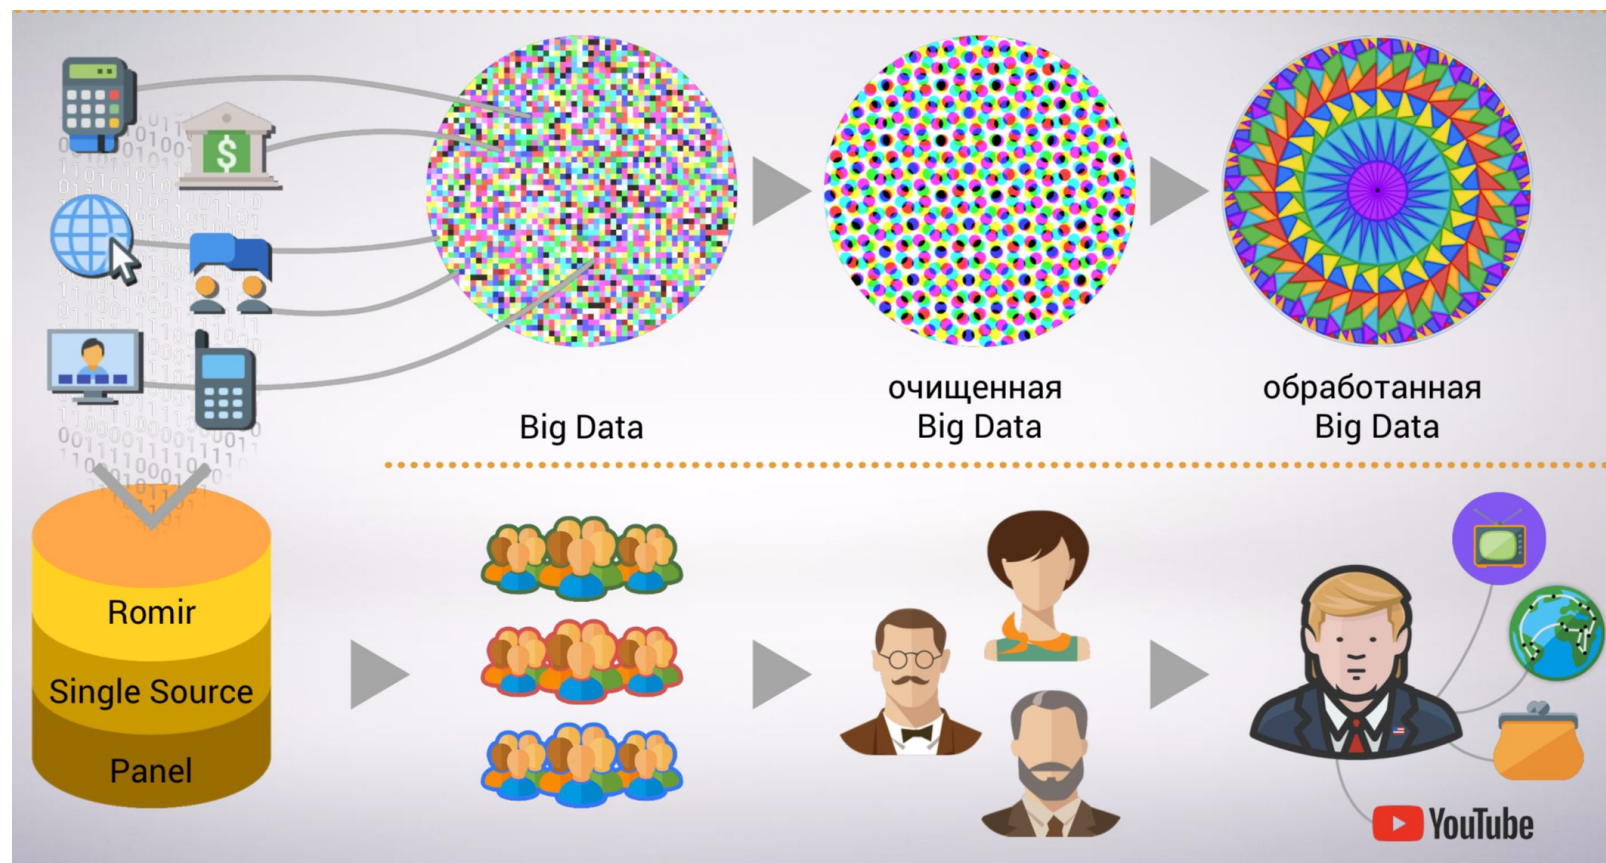 $
Big Data
очищенная
Big Data
обработанная
Big Data
Romir
Single Source
Panel
YouTube